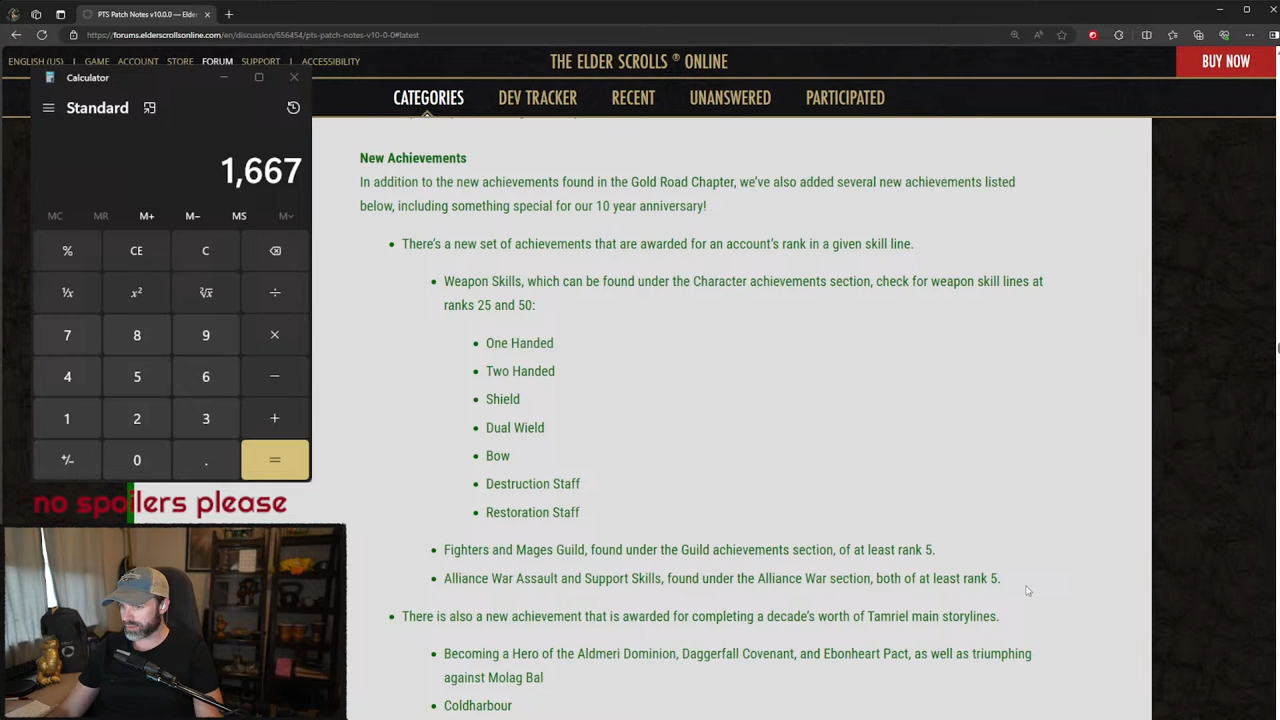 PTS Patch Notes v10.0.0 — Elder
https://forums.elderscrollsonline.com/en/discussion/656454/pts-patch-notes-v10-0-0#latest
ENGLISH (US) | GAME ACCOUNT STORE FORUM SUPPORT | ACCESSIBILITY
THE ELDER SCROLLS ® ONLINE
BUY NOW
CATEGORIES DEV TRACKER RECENT UNANSWERED PARTICIPATED
Calculator
Standard
1,667
MC MR M+ M− MS M˅
% CE C
⅟x x² ²√x ÷
7 8 9 ×
4 5 6 −
1 2 3 +
+/− 0 . =
no spoilers please
New Achievements
In addition to the new achievements found in the Gold Road Chapter, we've also added several new achievements listed
below, including something special for our 10 year anniversary!
• There's a new set of achievements that are awarded for an account's rank in a given skill line.
• Weapon Skills, which can be found under the Character achievements section, check for weapon skill lines at
ranks 25 and 50:
• One Handed
• Two Handed
• Shield
• Dual Wield
• Bow
• Destruction Staff
• Restoration Staff
• Fighters and Mages Guild, found under the Guild achievements section, of at least rank 5.
• Alliance War Assault and Support Skills, found under the Alliance War section, both of at least rank 5.
• There is also a new achievement that is awarded for completing a decade's worth of Tamriel main storylines.
• Becoming a Hero of the Aldmeri Dominion, Daggerfall Covenant, and Ebonheart Pact, as well as triumphing
against Molag Bal
• Coldharbour